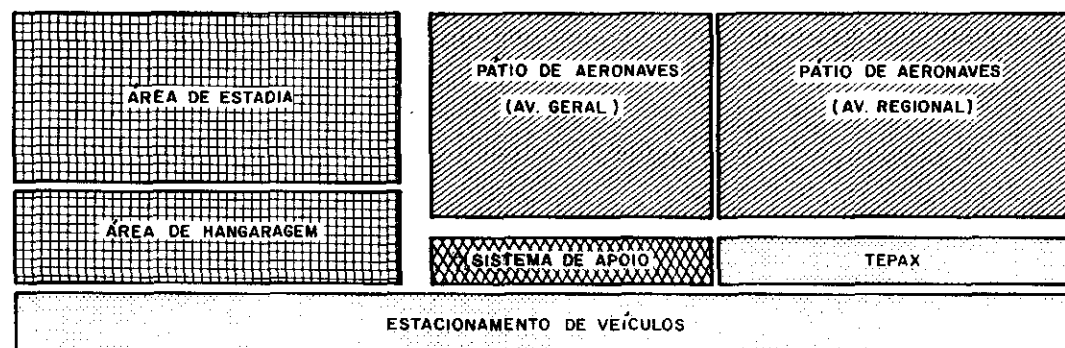 ÁREA DE ESTADIA
PÁTIO DE AERONAVES
(AV. GERAL)
PÁTIO DE AERONAVES
(AV. REGIONAL)
ÁREA DE HANGARAGEM
SISTEMA DE APOIO
TEPAX
ESTACIONAMENTO DE VEÍCULOS